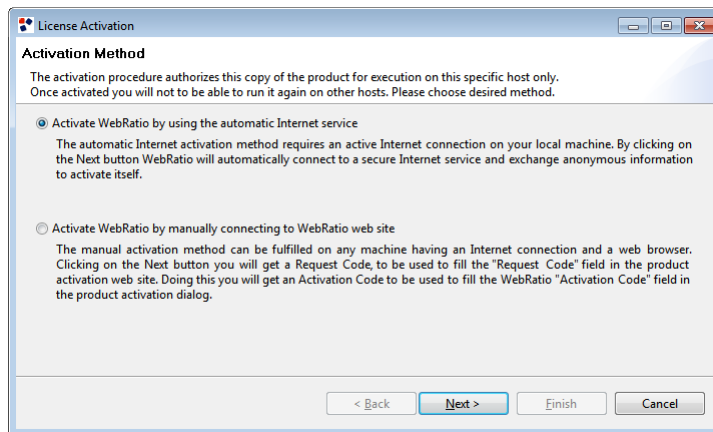 License Activation
Activation Method
The activation procedure authorizes this copy of the product for execution on this specific host only.
Once activated you will not to be able to run it again on other hosts. Please choose desired method.
Activate WebRatio by using the automatic Internet service
The automatic Internet activation method requires an active Internet connection on your local machine. By clicking on
the Next button WebRatio will automatically connect to a secure Internet service and exchange anonymous information
to activate itself.
Activate WebRatio by manually connecting to WebRatio web site
The manual activation method can be fulfilled on any machine having an Internet connection and a web browser.
Clicking on the Next button you will get a Request Code, to be used to fill the "Request Code" field in the product
activation web site. Doing this you will get an Activation Code to be used to fill the WebRatio "Activation Code" field in
the product activation dialog.
< Back Next > Finish Cancel